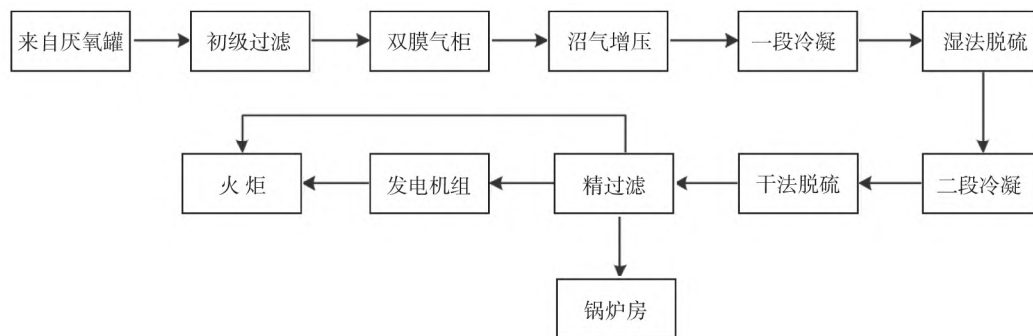 来自厌氧罐
初级过滤
双膜气柜
沼气增压
一段冷凝
湿法脱硫
火 炬
发电机组
精过滤
干法脱硫
二段冷凝
锅炉房